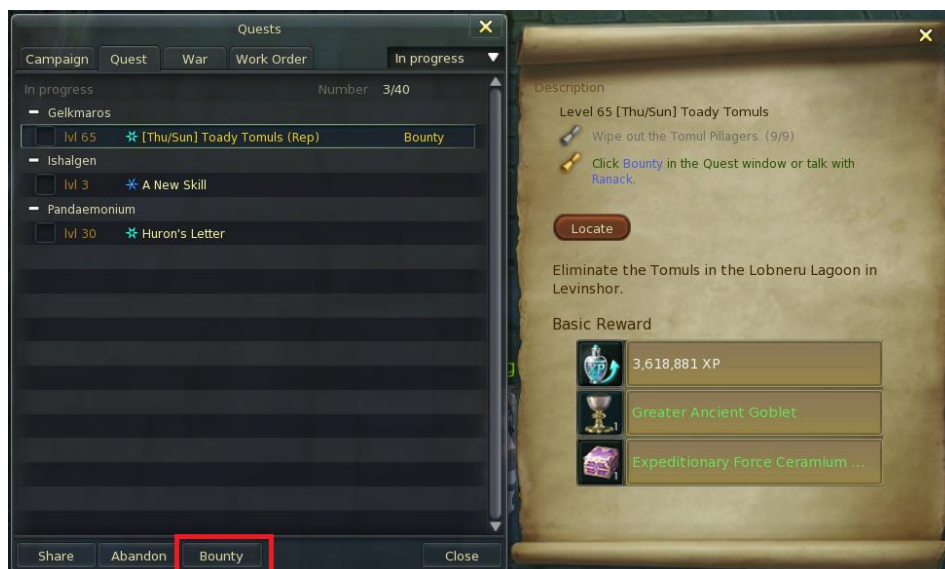 Quests
Campaign Quest War Work Order In progress
In progress Number 3/40
Gelkmaros
lvl 65 [Thu/Sun] Toady Tomuls (Rep) Bounty
Ishalgen
lvl 3 A New Skill
Pandaemonium
lvl 30 Huron's Letter
Share Abandon Bounty Close
Description
Level 65 [Thu/Sun] Toady Tomuls
Wipe out the Tomul Pillagers. (9/9)
Click Bounty in the Quest window or talk with
Ranack.
Locate
Eliminate the Tomuls in the Lobneru Lagoon in
Levinshor.
Basic Reward
XP
3,618,881 XP
1
Greater Ancient Goblet
1
Expeditionary Force Ceramium ...